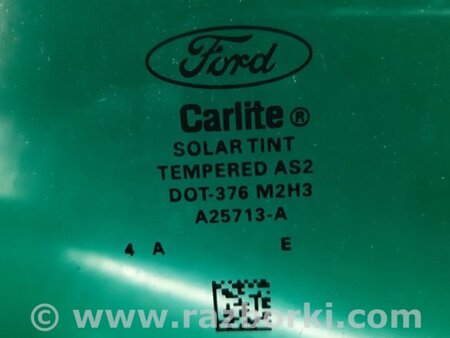 Ford
Carlite®
SOLAR TINT
TEMPERED AS2
DOT-376 M2H3
A25713-A
4 A E
© www.razborki.com